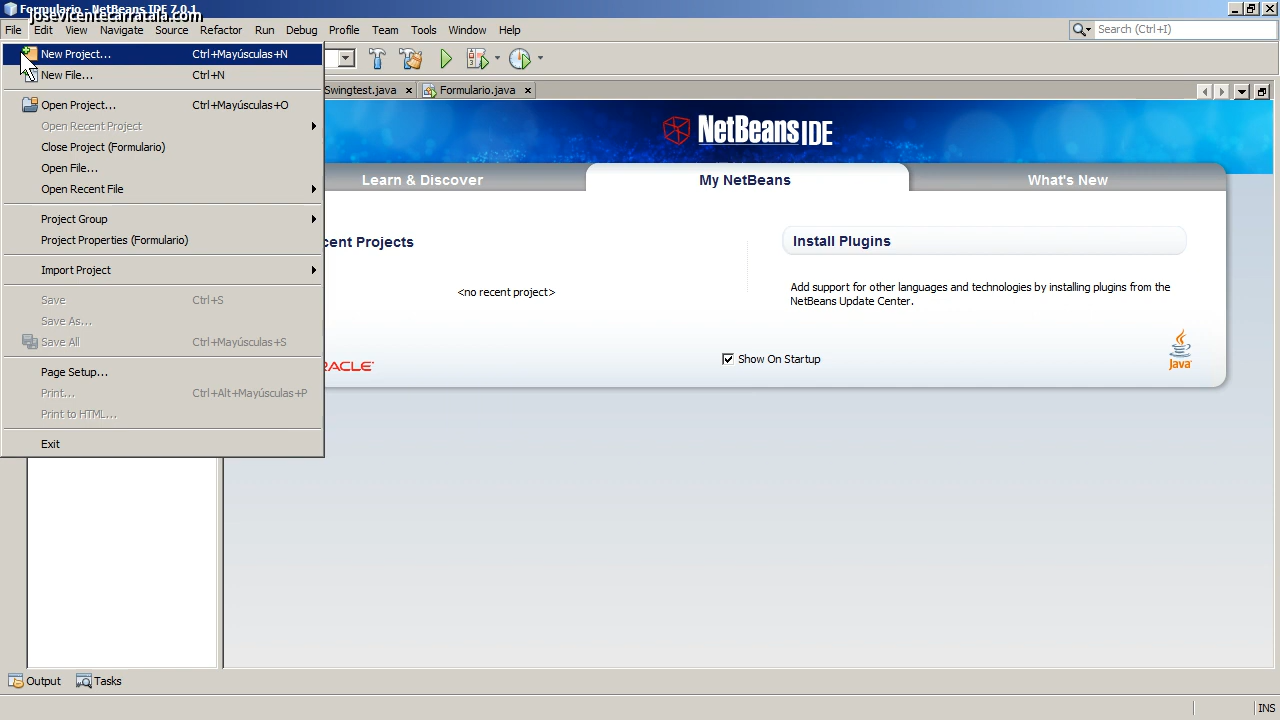 Formulario - NetBeans IDE 7.0.1
josevicentecarratala.com
File Edit View Navigate Source Refactor Run Debug Profile Team Tools Window Help
Search (Ctrl+I)
New Project... Ctrl+Mayúsculas+N
New File... Ctrl+N
Open Project... Ctrl+Mayúsculas+O
Open Recent Project
Close Project (Formulario)
Open File...
Open Recent File
Project Group
Project Properties (Formulario)
Import Project
Save Ctrl+S
Save As...
Save All Ctrl+Mayúsculas+S
Page Setup...
Print... Ctrl+Alt+Mayúsculas+P
Print to HTML...
Exit
Swingtest.java
Formulario.java
NetBeans IDE
Learn & Discover
My NetBeans
What's New
cent Projects
<no recent project>
Install Plugins
Add support for other languages and technologies by installing plugins from the
NetBeans Update Center.
RACLE
Show On Startup
Java
Output Tasks
INS